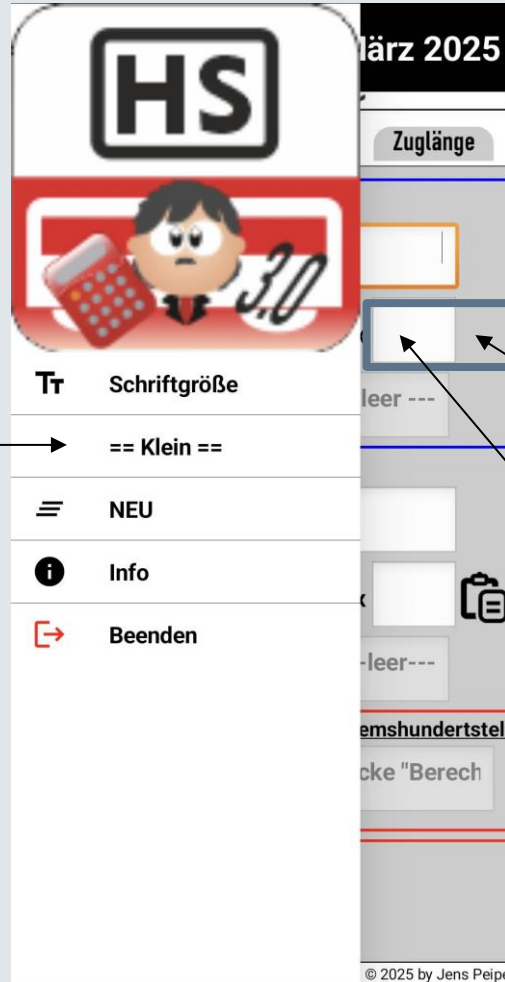 HS
3.0
Schriftgröße
== Klein ==
NEU
Info
Beenden
ärz 2025
Zuglänge
leer ---
-leer---
emshundertstel
cke "Berech
© 2025 by Jens Peipe